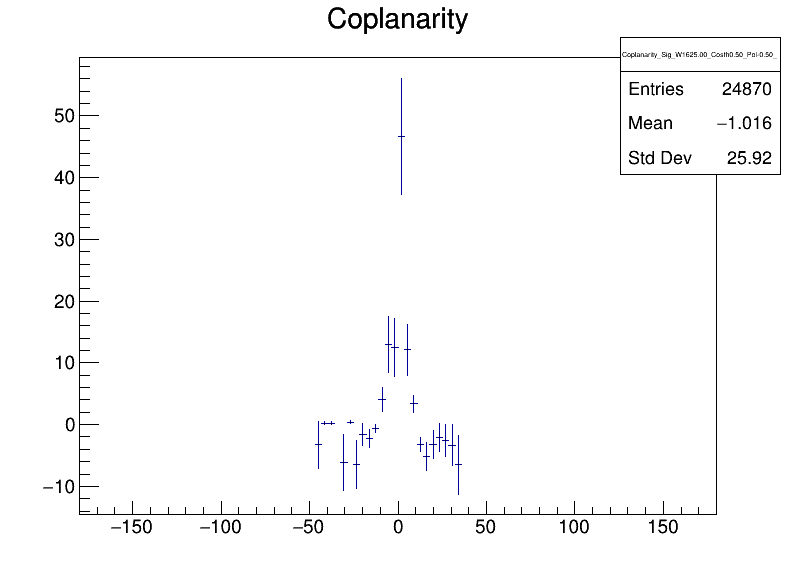 Coplanarity
Coplanarity_Sig_W1625.00_Costh0.50_Pol-0.50_
Entries 24870
Mean −1.016
Std Dev 25.92
50
40
30
20
10
0
−10
−150 −100 −50 0 50 100 150